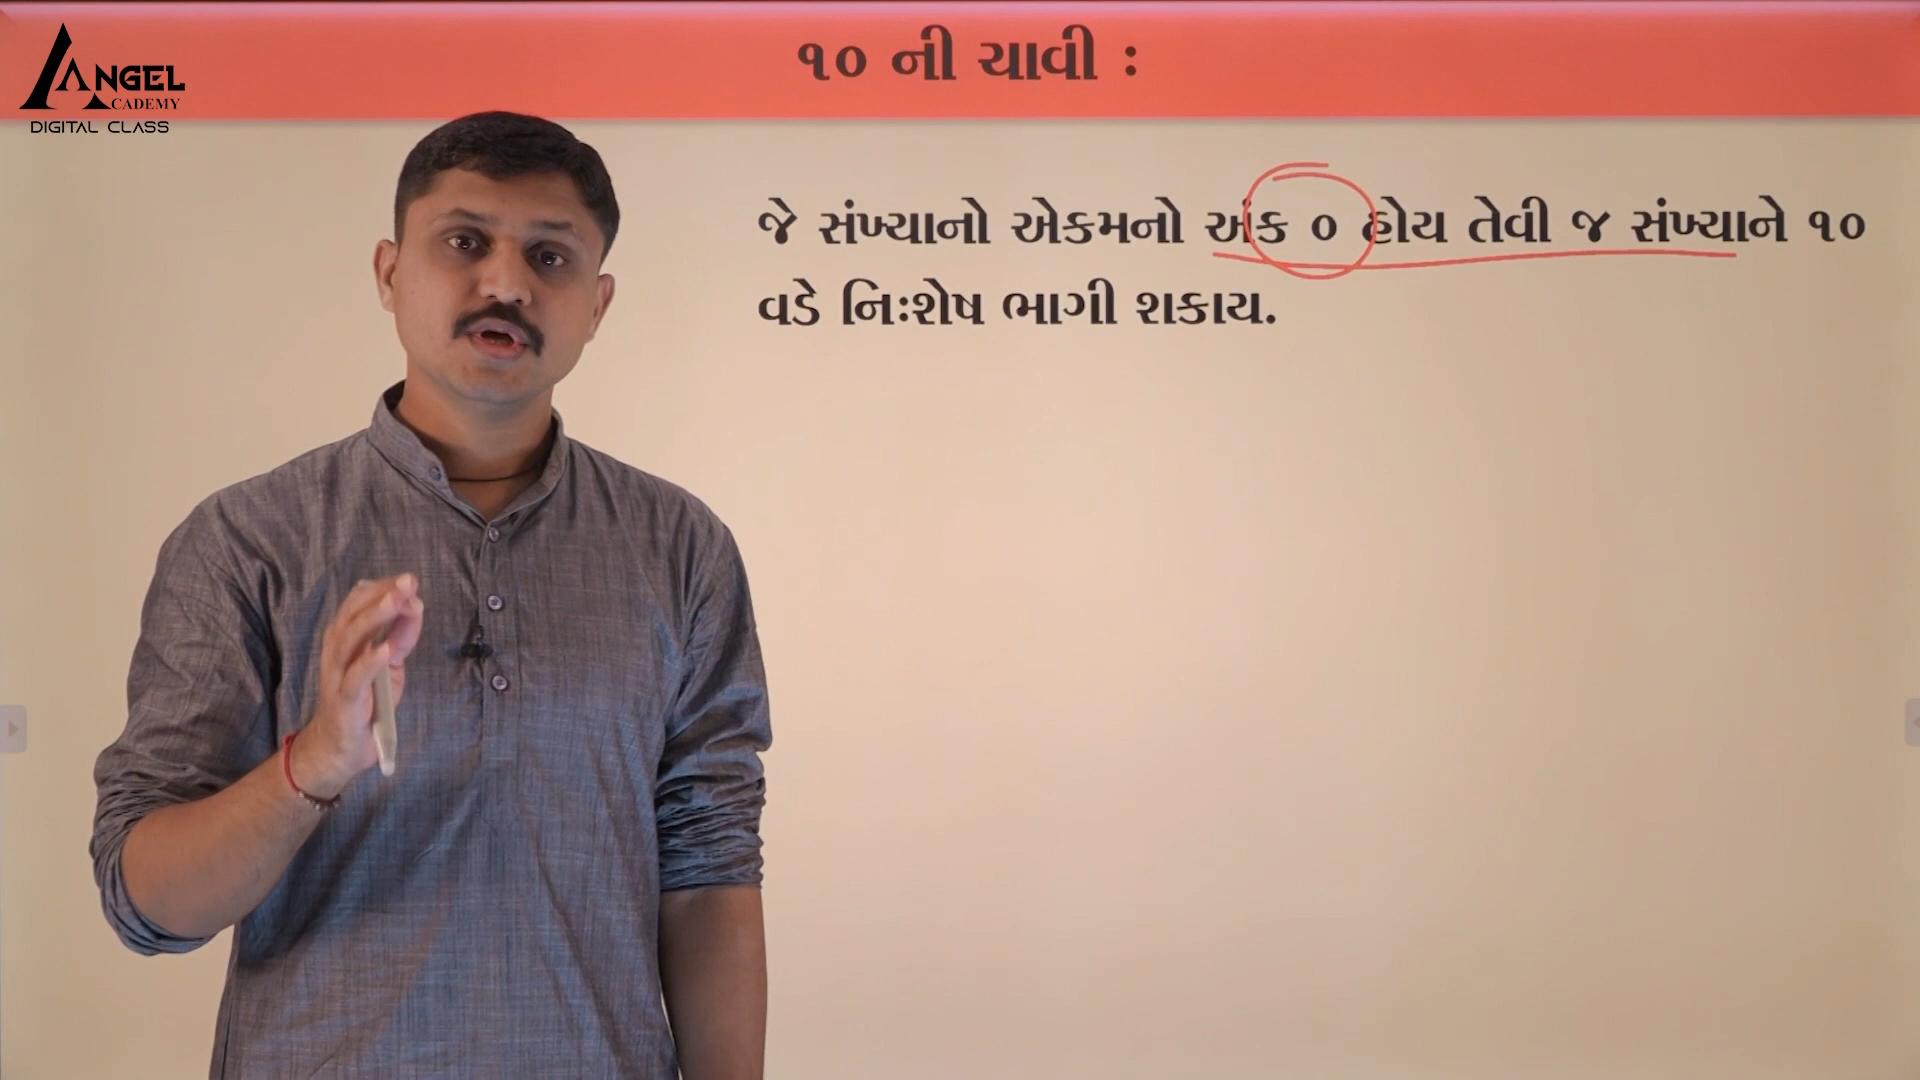 ANGEL
ACADEMY
DIGITAL CLASS
૧૦ ની ચાવી :
જે સંખ્યાનો એકમનો અંક ૦ હોય તેવી જ સંખ્યાને ૧૦
વડે નિઃશેષ ભાગી શકાય.